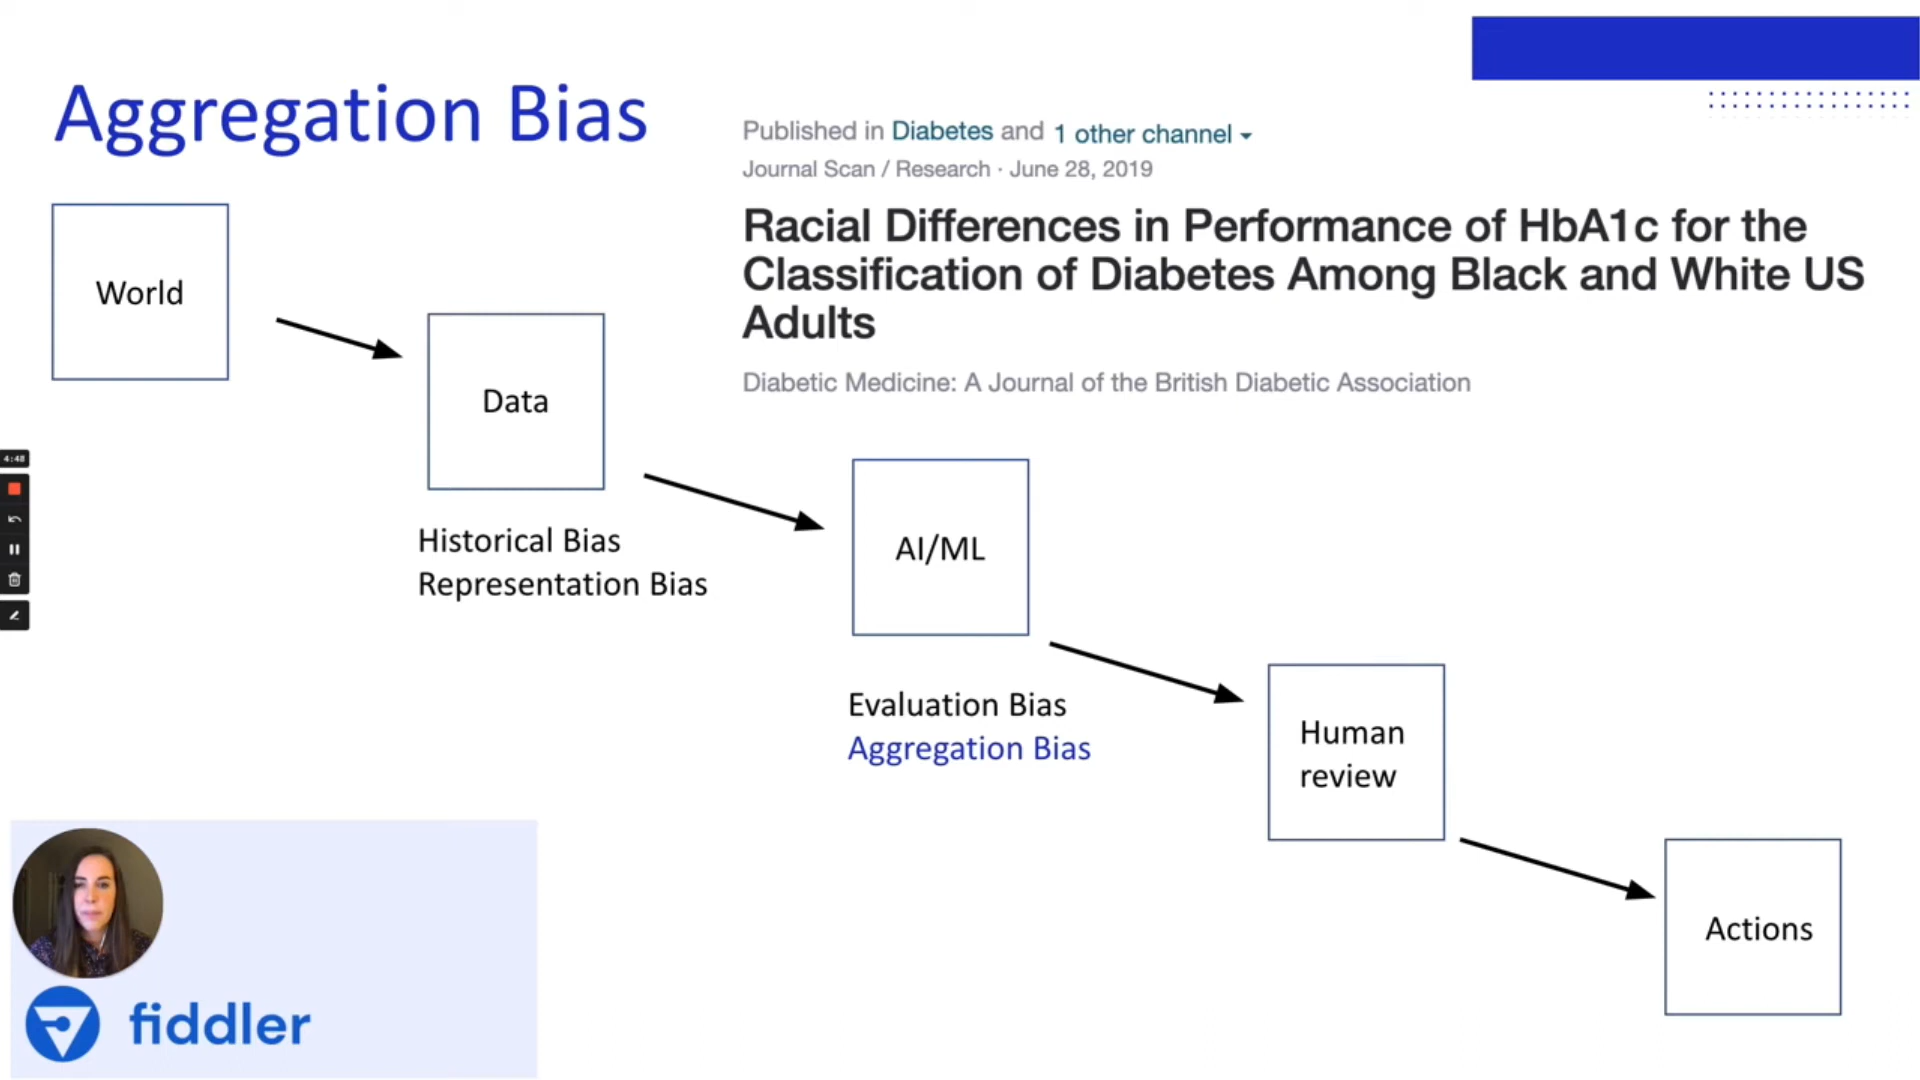 Aggregation Bias
Published in Diabetes and 1 other channel
Journal Scan / Research · June 28, 2019
Racial Differences in Performance of HbA1c for the
Classification of Diabetes Among Black and White US
Adults
Diabetic Medicine: A Journal of the British Diabetic Association
World
Data
Historical Bias
Representation Bias
AI/ML
Evaluation Bias
Aggregation Bias
Human
review
Actions
4:48
fiddler